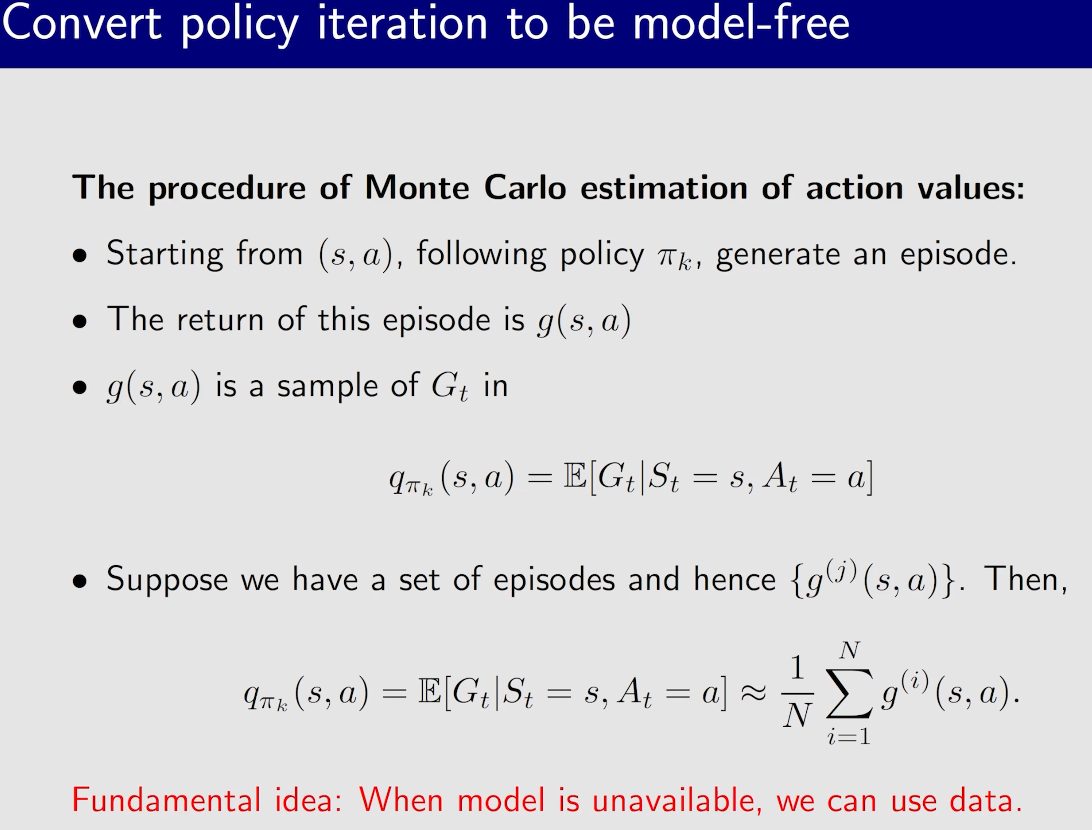 Convert policy iteration to be model-free
The procedure of Monte Carlo estimation of action values:
• Starting from $(s, a)$, following policy $\pi_k$, generate an episode.
• The return of this episode is $g(s, a)$
• $g(s, a)$ is a sample of $G_t$ in
$q_{\pi_k}(s, a) = \mathbb{E}[G_t|S_t = s, A_t = a]$
• Suppose we have a set of episodes and hence $\{g^{(j)}(s, a)\}$. Then,
$q_{\pi_k}(s, a) = \mathbb{E}[G_t|S_t = s, A_t = a] \approx \frac{1}{N} \sum_{i=1}^{N} g^{(i)}(s, a).$
Fundamental idea: When model is unavailable, we can use data.